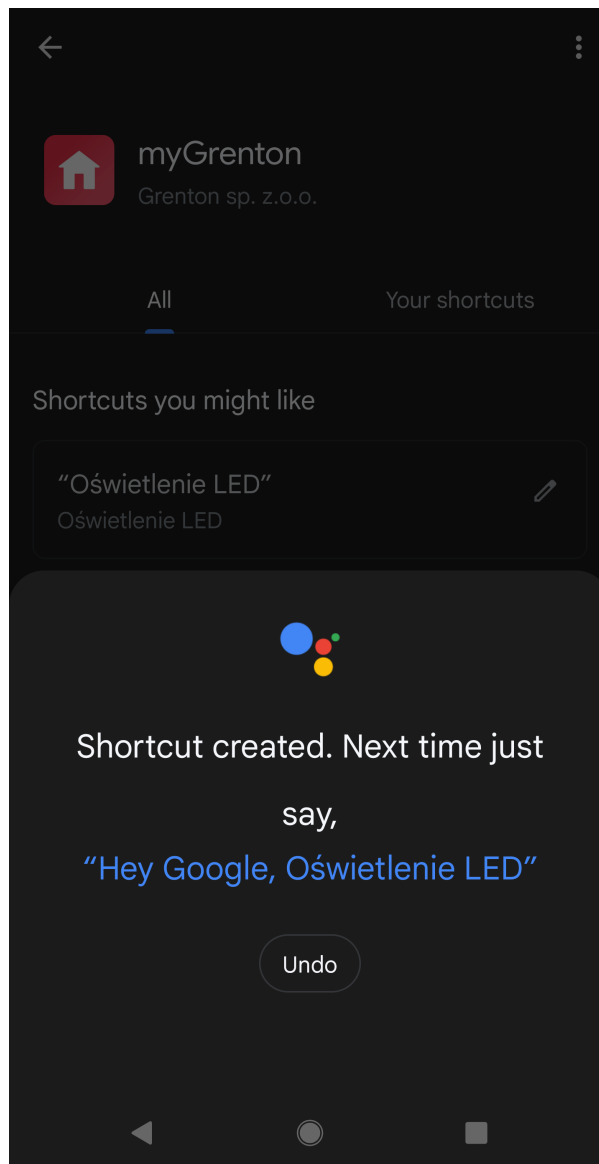 myGrenton
Grenton sp. z.o.o.
All
Your shortcuts
Shortcuts you might like
“Oświetlenie LED”
Oświetlenie LED
Shortcut created. Next time just
say,
“Hey Google, Oświetlenie LED”
Undo